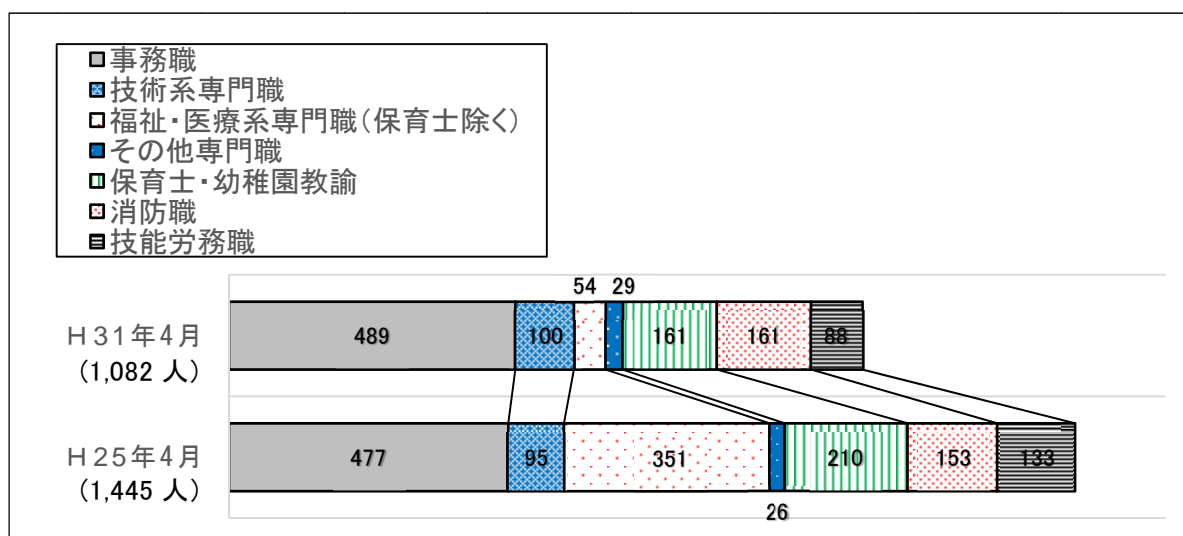 事務職
技術系専門職
福祉・医療系専門職（保育士除く）
その他専門職
保育士・幼稚園教諭
消防職
技能労務職
54 29
Ｈ31年4月
（1,082 人）
489 100 161 161 88
Ｈ25年4月
（1,445 人）
477 95 351 210 153 133
26